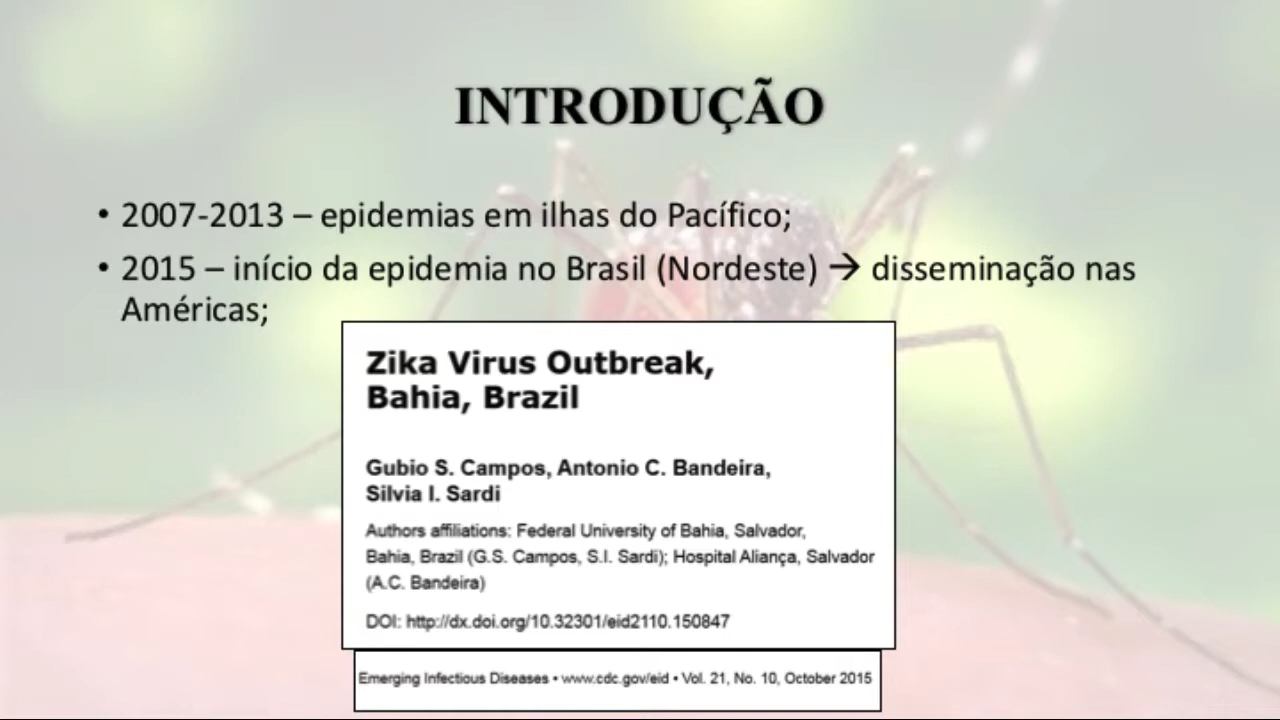 INTRODUÇÃO
• 2007-2013 – epidemias em ilhas do Pacífico;
• 2015 – início da epidemia no Brasil (Nordeste) → disseminação nas
Américas;
Zika Virus Outbreak,
Bahia, Brazil
Gubio S. Campos, Antonio C. Bandeira,
Silvia I. Sardi
Authors affiliations: Federal University of Bahia, Salvador,
Bahia, Brazil (G.S. Campos, S.I. Sardi); Hospital Aliança, Salvador
(A.C. Bandeira)
DOI: http://dx.doi.org/10.32301/eid2110.150847
Emerging Infectious Diseases • www.cdc.gov/eid • Vol. 21, No. 10, October 2015